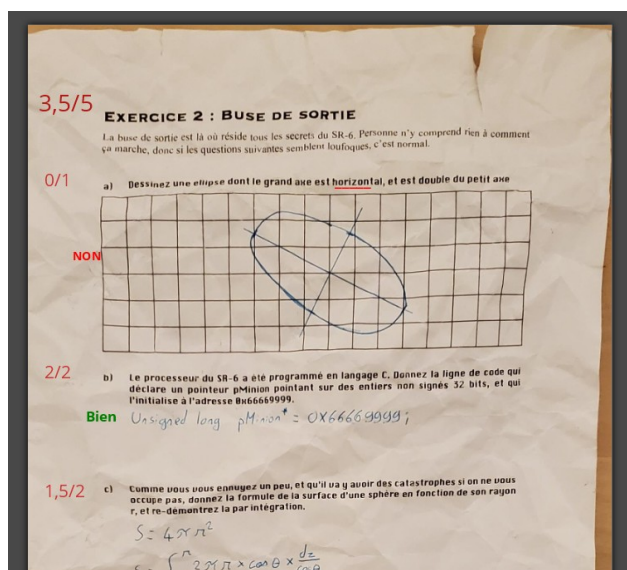 3,5/5
EXERCICE 2 : BUSE DE SORTIE
La buse de sortie est là où réside tous les secrets du SR-6. Personne n'y comprend rien à comment
ça marche, donc si les questions suivantes semblent loufoques, c'est normal.
0/1
a) Dessinez une ellipse dont le grand axe est horizontal, et est double du petit axe
NON
2/2
b) Le processeur du SR-6 a été programmé en langage C. Donnez la ligne de code qui
déclare un pointeur pMinion pointant sur des entiers non signés 32 bits, et qui
l'initialise à l'adresse 0x66669999.
Bien Unsigned long pMinion* = 0X66669999;
1,5/2
c) Comme vous vous ennuyez un peu, et qu'il va y avoir des catastrophes si on ne vous
occupe pas, donnez la formule de la surface d'une sphère en fonction de son rayon
r, et re-démontrez la par intégration.
S = 4πr²